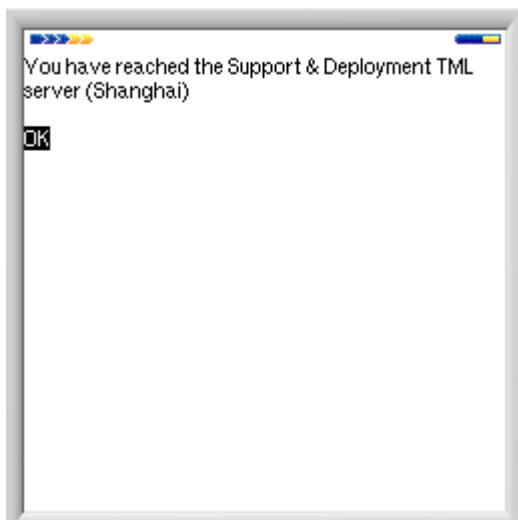 You have reached the Support & Deployment TML
server (Shanghai)
OK